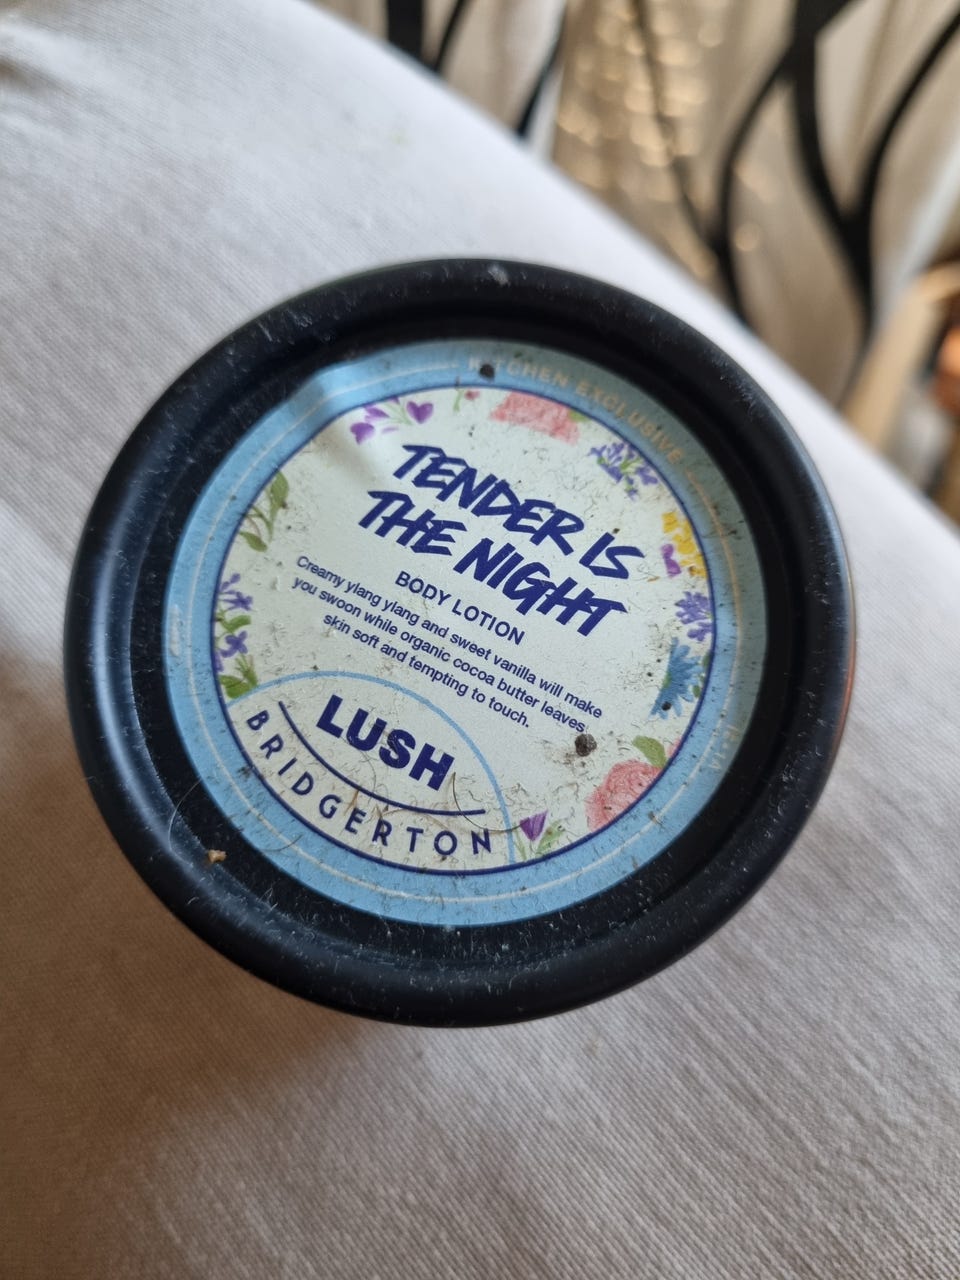 KITCHEN EXCLUSIVE
TENDER IS
THE NIGHT
BODY LOTION
Creamy ylang ylang and sweet vanilla will make
you swoon while organic cocoa butter leaves
skin soft and tempting to touch.
LUSH
BRIDGERTON